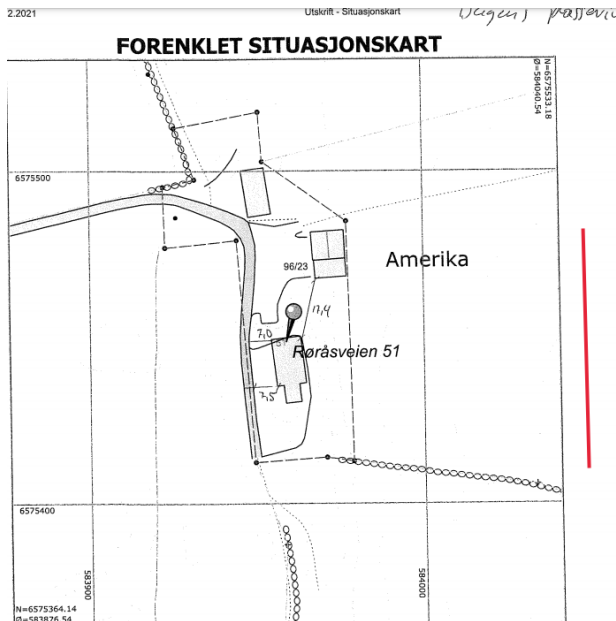 2.2021
Utskrift - Situasjonskart
FORENKLET SITUASJONSKART
N=6575533.18
Ø=584040.54
6575500
96/23
Amerika
17,4
7,0
Røråsveien 51
7,5
6575400
583900
584000
N=6575364.14
Ø=583876.54